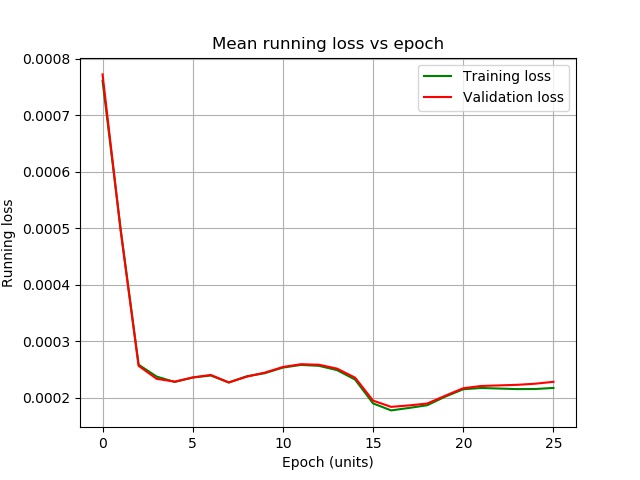 Mean running loss vs epoch
Training loss
Validation loss
0.0008
0.0007
0.0006
0.0005
0.0004
0.0003
0.0002
Running loss
0 5 10 15 20 25
Epoch (units)